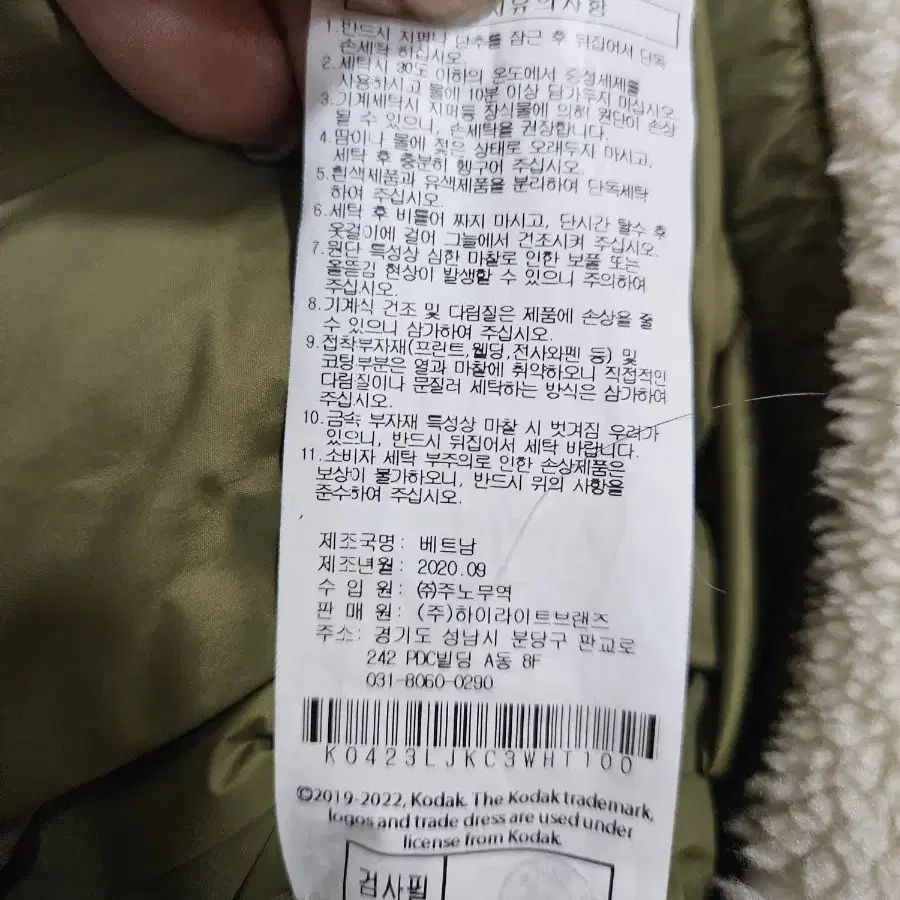 유의사항
1.반드시 지퍼나 단추를 잠근 후 뒤집어서 단독
손세탁 하십시오.
2.세탁시 30도 이하의 온도에서 중성세제를
사용하시고 물에 10분 이상 담가두지 마십시오.
3.기계세탁시 지퍼등 장식물에 의해 원단이 손상
될 수 있으니, 손세탁을 권장합니다.
4.땀이나 물에 젖은 상태로 오래두지 마시고,
세탁 후 충분히 헹구어 주십시오.
5.흰색제품과 유색제품을 분리하여 단독세탁
하여 주십시오.
6.세탁 후 비틀어 짜지 마시고, 단시간 탈수 후
옷걸이에 걸어 그늘에서 건조시켜 주십시오.
7.원단 특성상 심한 마찰로 인한 보풀 또는
올뜯김 현상이 발생할 수 있으니 주의하여
주십시오.
8.기계식 건조 및 다림질은 제품에 손상을 줄
수 있으니 삼가하여 주십시오.
9.접착부자재(프린트,웰딩,전사와펜 등) 및
코팅부분은 열과 마찰에 취약하오니 직접적인
다림질이나 문질러 세탁하는 방식은 삼가하여
주십시오.
10.금속 부자재 특성상 마찰 시 벗겨짐 우려가
있으니, 반드시 뒤집어서 세탁 바랍니다.
11.소비자 세탁 부주의로 인한 손상제품은
보상이 불가하오니, 반드시 위의 사항을
준수하여 주십시오.
제조국명: 베트남
제조년월: 2020.09
수 입 원: ㈜주노무역
판 매 원: (주)하이라이트브랜즈
주소: 경기도 성남시 분당구 판교로
242 PDC빌딩 A동 8F
031-8060-0290
K0423LJKC3WHT100
©2019-2022, Kodak. The Kodak trademark,
logos and trade dress are used under
license from Kodak.
검사필